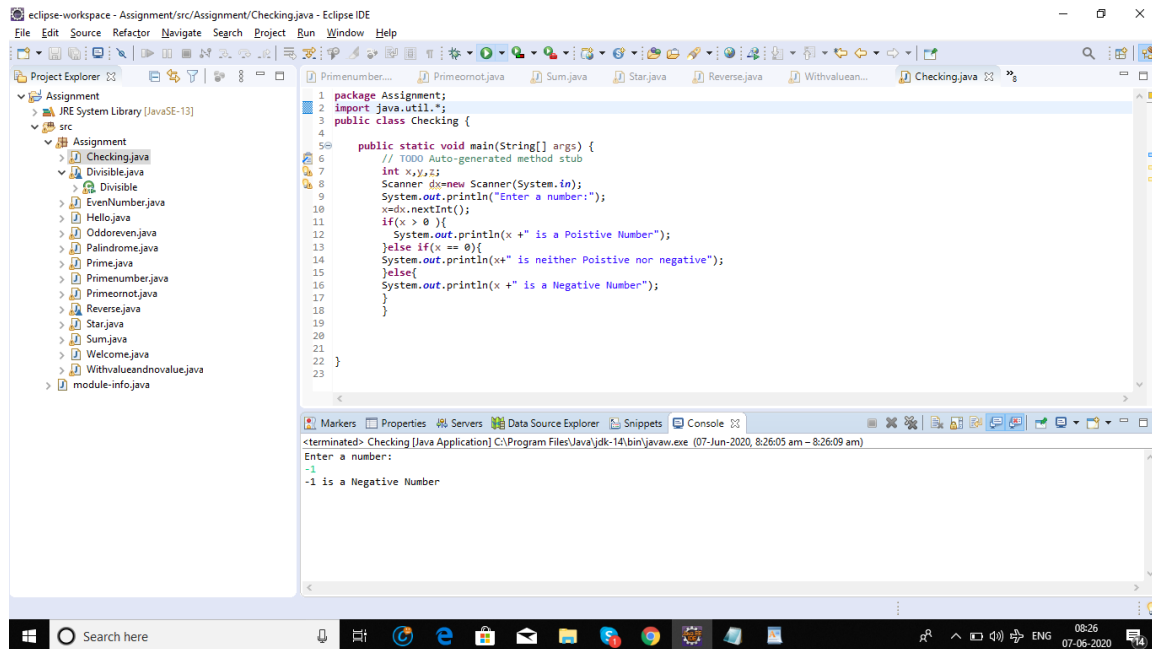 eclipse-workspace - Assignment/src/Assignment/Checking.java - Eclipse IDE
File Edit Source Refactor Navigate Search Project Run Window Help
Project Explorer
Assignment
JRE System Library [JavaSE-13]
src
Assignment
Checking.java
Divisible.java
Divisible
EvenNumber.java
Hello.java
Oddoreven.java
Palindrome.java
Prime.java
Primenumber.java
Primeornot.java
Reverse.java
Star.java
Sum.java
Welcome.java
Withvalueandnovalue.java
module-info.java
Primenumber.... Primeornot.java Sum.java Star.java Reverse.java Withvaluean... Checking.java »8
1 package Assignment;
2 import java.util.*;
3 public class Checking {
4
5 public static void main(String[] args) {
6 // TODO Auto-generated method stub
7 int x,y,z;
8 Scanner dx=new Scanner(System.in);
9 System.out.println("Enter a number:");
10 x=dx.nextInt();
11 if(x > 0 ){
12 System.out.println(x +" is a Poistive Number");
13 }else if(x == 0){
14 System.out.println(x+" is neither Poistive nor negative");
15 }else{
16 System.out.println(x +" is a Negative Number");
17 }
18 }
19
20
21
22 }
23
Markers Properties Servers Data Source Explorer Snippets Console
<terminated> Checking [Java Application] C:\Program Files\Java\jdk-14\bin\javaw.exe (07-Jun-2020, 8:26:05 am – 8:26:09 am)
Enter a number:
-1
-1 is a Negative Number
Search here
ENG
08:26
07-06-2020
14